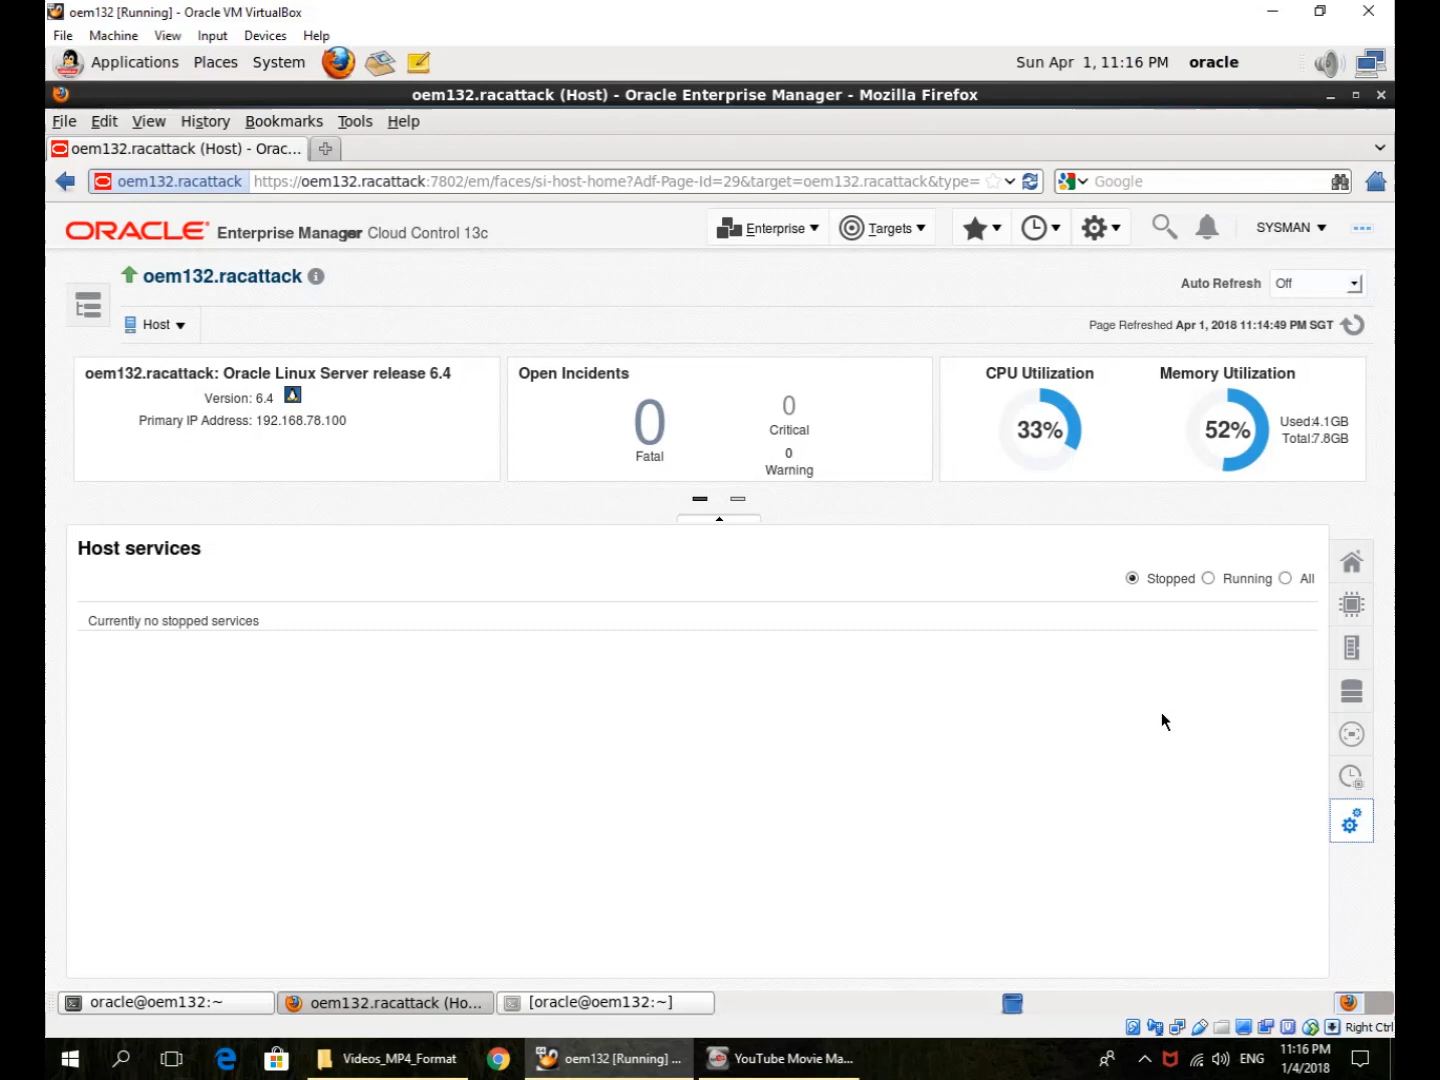 oem132 [Running] - Oracle VM VirtualBox
File Machine View Input Devices Help
Applications Places System Sun Apr 1, 11:16 PM oracle
oem132.racattack (Host) - Oracle Enterprise Manager - Mozilla Firefox
File Edit View History Bookmarks Tools Help
oem132.racattack (Host) - Orac...
oem132.racattack https://oem132.racattack:7802/em/faces/si-host-home?Adf-Page-Id=29&target=oem132.racattack&type= Google
ORACLE Enterprise Manager Cloud Control 13c Enterprise Targets SYSMAN
oem132.racattack
Auto Refresh Off
Host Page Refreshed Apr 1, 2018 11:14:49 PM SGT
oem132.racattack: Oracle Linux Server release 6.4
Version: 6.4
Primary IP Address: 192.168.78.100
Open Incidents
0
Fatal
0
Critical
0
Warning
CPU Utilization
33%
Memory Utilization
52%
Used:4.1GB
Total:7.8GB
Host services
Stopped Running All
Currently no stopped services
oracle@oem132:~ oem132.racattack (Ho... [oracle@oem132:~]
Right Ctrl
Videos_MP4_Format oem132 [Running] ... YouTube Movie Ma... ENG 11:16 PM
1/4/2018